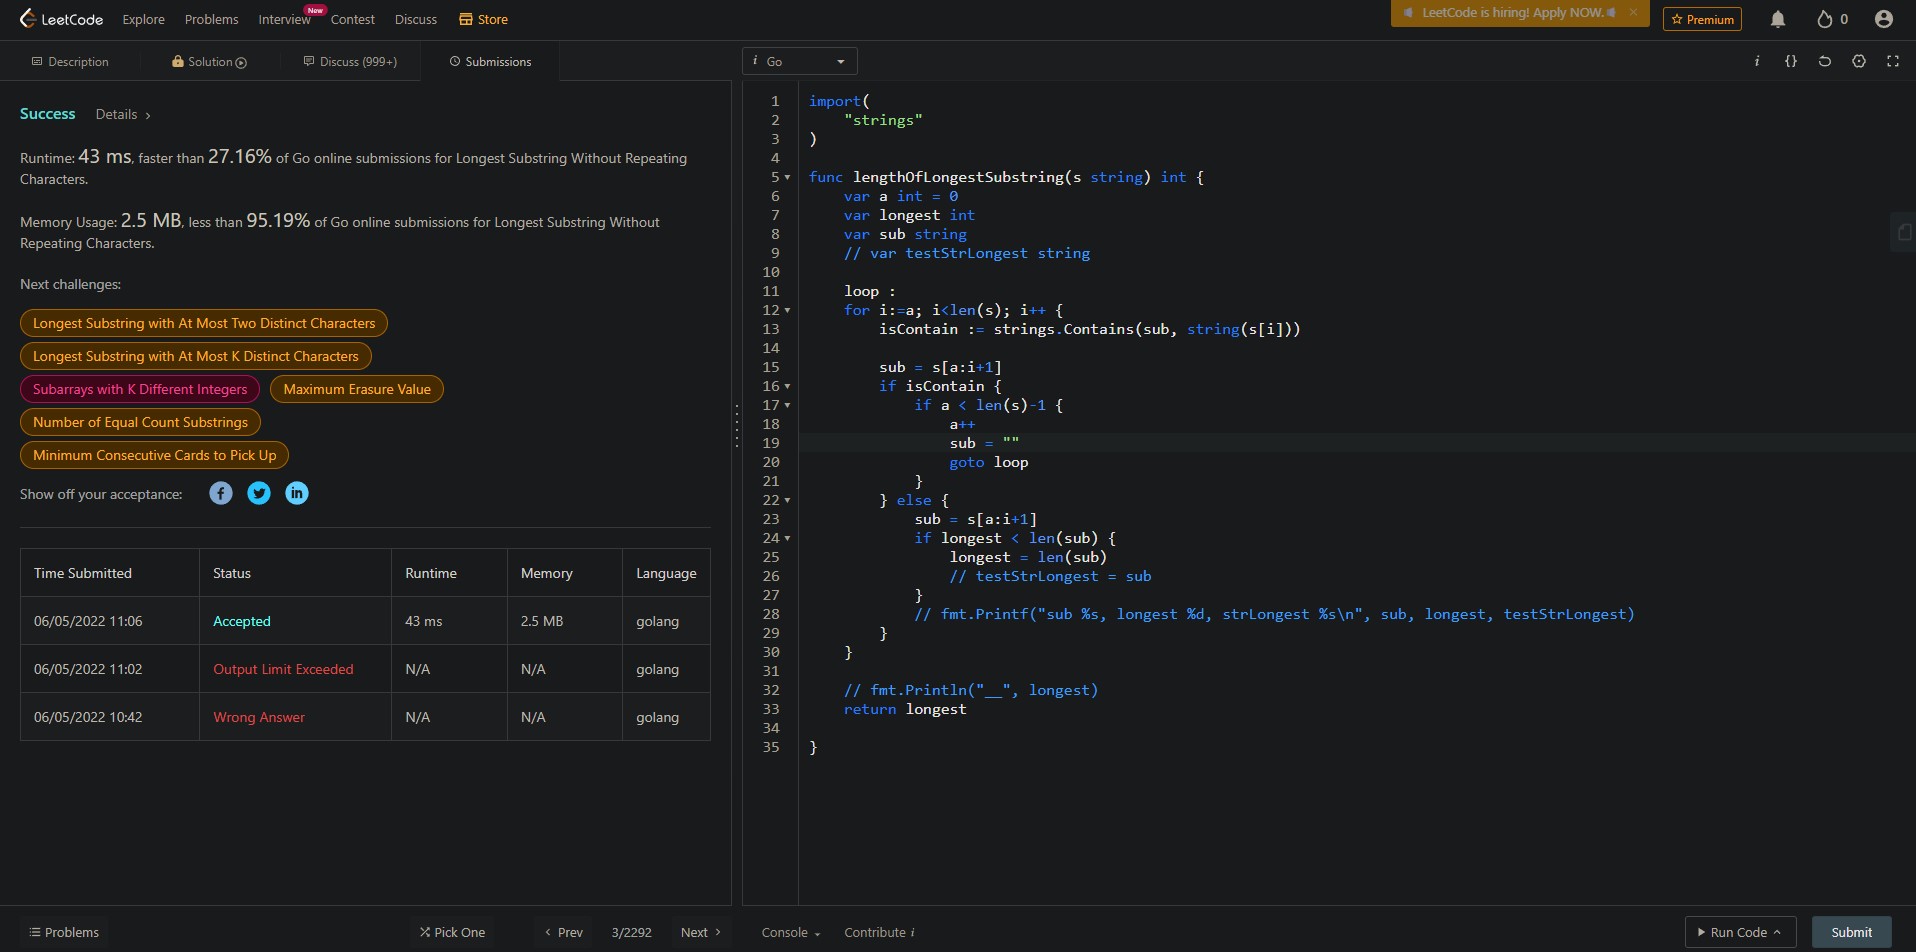 LeetCode Explore Problems Interview New Contest Discuss Store LeetCode is hiring! Apply NOW. × Premium 0
Description Solution Discuss (999+) Submissions
i Go i {}
Success Details >
Runtime: 43 ms, faster than 27.16% of Go online submissions for Longest Substring Without Repeating
Characters.
Memory Usage: 2.5 MB, less than 95.19% of Go online submissions for Longest Substring Without
Repeating Characters.
Next challenges:
Longest Substring with At Most Two Distinct Characters
Longest Substring with At Most K Distinct Characters
Subarrays with K Different Integers Maximum Erasure Value
Number of Equal Count Substrings
Minimum Consecutive Cards to Pick Up
Show off your acceptance: f in
Time Submitted Status Runtime Memory Language
06/05/2022 11:06 Accepted 43 ms 2.5 MB golang
06/05/2022 11:02 Output Limit Exceeded N/A N/A golang
06/05/2022 10:42 Wrong Answer N/A N/A golang
1 import(
2 "strings"
3 )
4
5 func lengthOfLongestSubstring(s string) int {
6 var a int = 0
7 var longest int
8 var sub string
9 // var testStrLongest string
10
11 loop :
12 for i:=a; i<len(s); i++ {
13 isContain := strings.Contains(sub, string(s[i]))
14
15 sub = s[a:i+1]
16 if isContain {
17 if a < len(s)-1 {
18 a++
19 sub = ""
20 goto loop
21 }
22 } else {
23 sub = s[a:i+1]
24 if longest < len(sub) {
25 longest = len(sub)
26 // testStrLongest = sub
27 }
28 // fmt.Printf("sub %s, longest %d, strLongest %s\n", sub, longest, testStrLongest)
29 }
30 }
31
32 // fmt.Println("__", longest)
33 return longest
34
35 }
Problems Pick One < Prev 3/2292 Next > Console Contribute i Run Code Submit